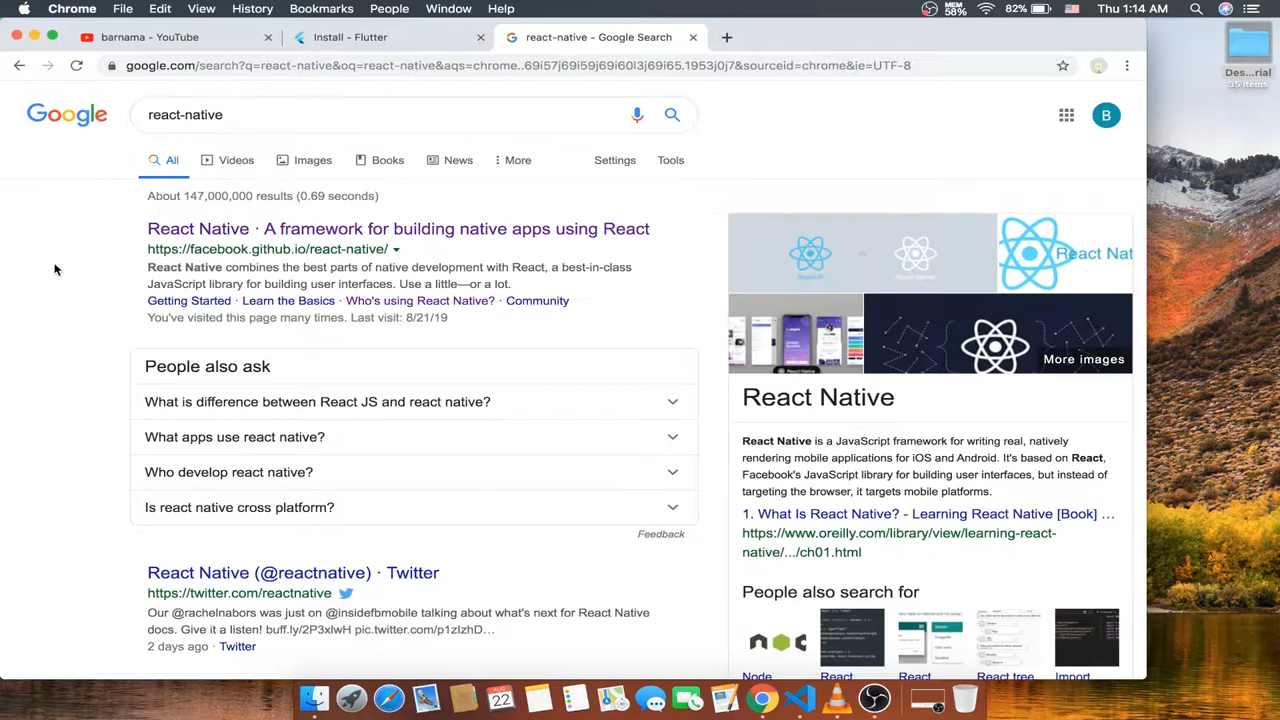 Chrome File Edit View History Bookmarks People Window Help
MEM 58% 82% Thu 1:14 AM
barnama - YouTube
Install - Flutter
react-native - Google Search
google.com/search?q=react-native&oq=react-native&aqs=chrome..69i57j69i59j69i60l3j69i65.1953j0j7&sourceid=chrome&ie=UTF-8
Des...rial
35 items
Google
react-native
B
All Videos Images Books News More Settings Tools
About 147,000,000 results (0.69 seconds)
React Native · A framework for building native apps using React
https://facebook.github.io/react-native/
React Native combines the best parts of native development with React, a best-in-class
JavaScript library for building user interfaces. Use a little—or a lot.
Getting Started · Learn the Basics · Who's using React Native? · Community
You've visited this page many times. Last visit: 8/21/19
People also ask
What is difference between React JS and react native?
What apps use react native?
Who develop react native?
Is react native cross platform?
Feedback
React Native (@reactnative) · Twitter
https://twitter.com/reactnative
Our @rachelnabors was just on @insidefbmobile talking about what's next for React Native
2 days ago · Twitter
React Nat
More images
React Native
React Native is a JavaScript framework for writing real, natively
rendering mobile applications for iOS and Android. It's based on React,
Facebook's JavaScript library for building user interfaces, but instead of
targeting the browser, it targets mobile platforms.
1. What Is React Native? - Learning React Native [Book] ...
https://www.oreilly.com/library/view/learning-react-
native/.../ch01.html
People also search for
Node React React React tree Import
AUG
22